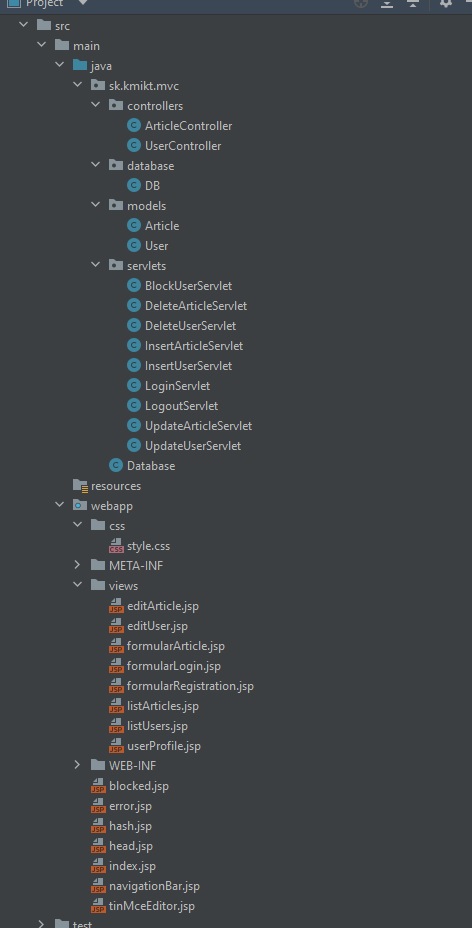 Project
src
main
java
sk.kmikt.mvc
controllers
ArticleController
UserController
database
DB
models
Article
User
servlets
BlockUserServlet
DeleteArticleServlet
DeleteUserServlet
InsertArticleServlet
InsertUserServlet
LoginServlet
LogoutServlet
UpdateArticleServlet
UpdateUserServlet
Database
resources
webapp
css
style.css
META-INF
views
editArticle.jsp
editUser.jsp
formularArticle.jsp
formularLogin.jsp
formularRegistration.jsp
listArticles.jsp
listUsers.jsp
userProfile.jsp
WEB-INF
blocked.jsp
error.jsp
hash.jsp
head.jsp
index.jsp
navigationBar.jsp
tinMceEditor.jsp
test